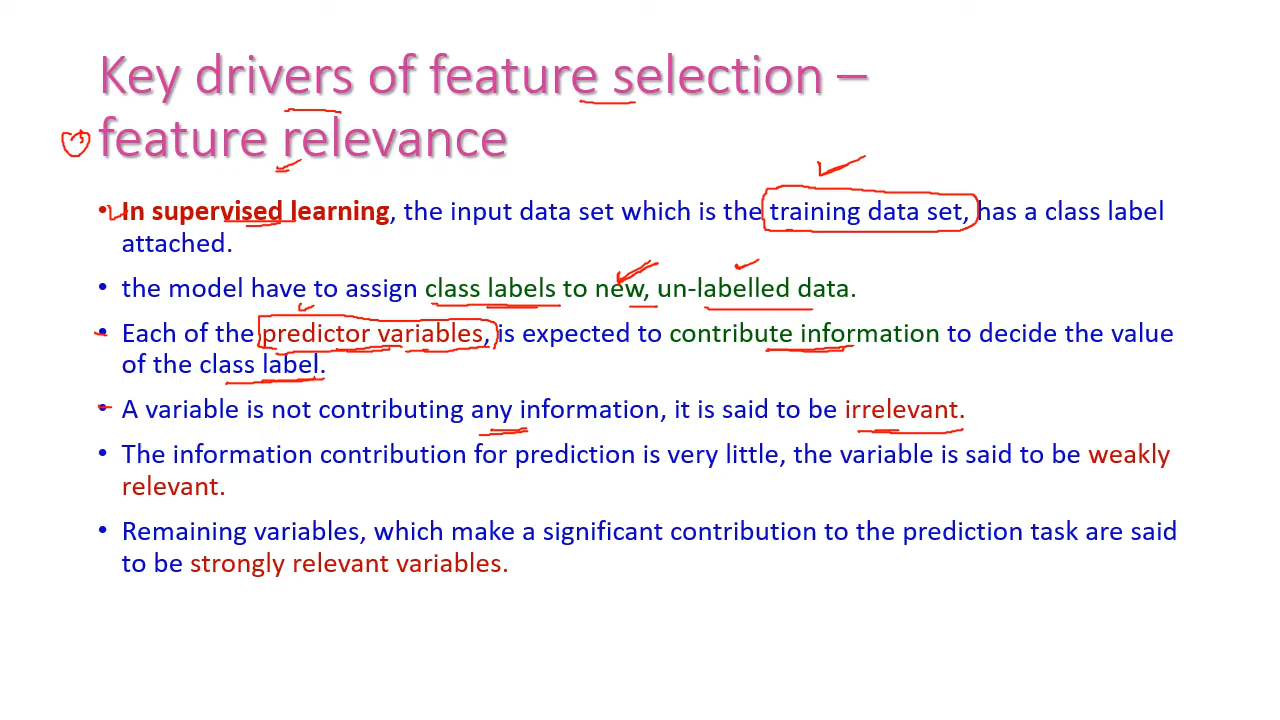 Key drivers of feature selection –
feature relevance
• In supervised learning, the input data set which is the training data set, has a class label
attached.
• the model have to assign class labels to new, un-labelled data.
• Each of the predictor variables, is expected to contribute information to decide the value
of the class label.
• A variable is not contributing any information, it is said to be irrelevant.
• The information contribution for prediction is very little, the variable is said to be weakly
relevant.
• Remaining variables, which make a significant contribution to the prediction task are said
to be strongly relevant variables.